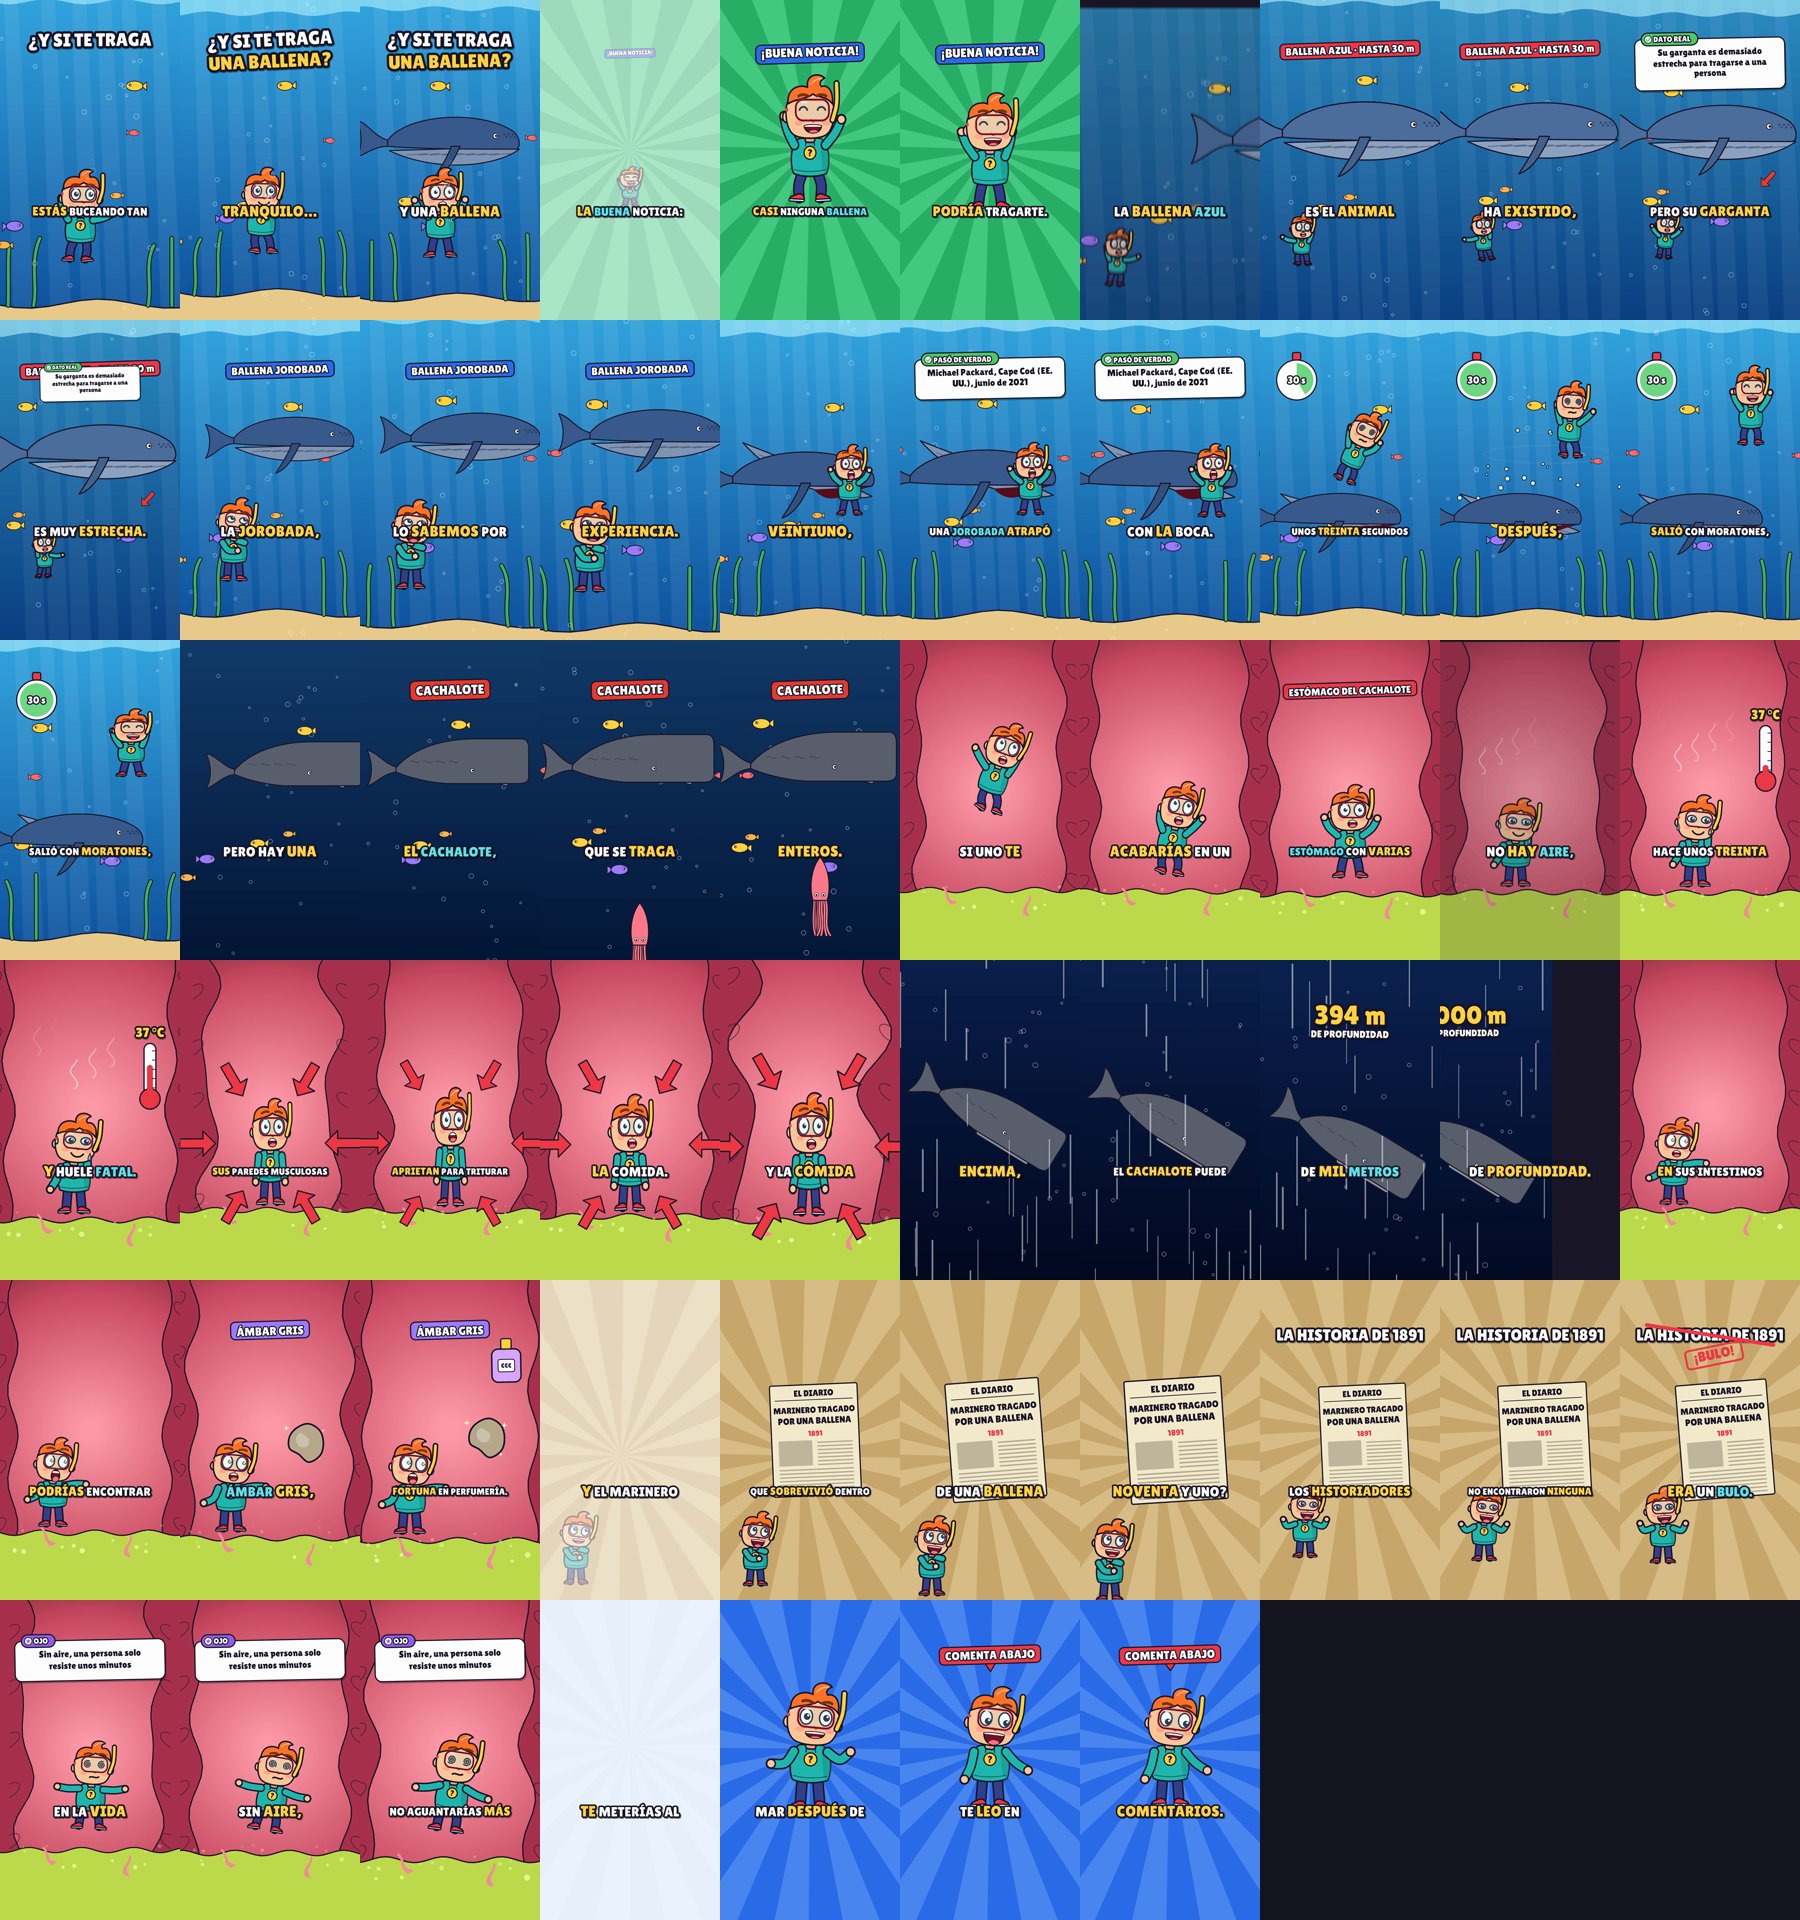 ¿Y SI TE TRAGA
ESTÁS BUCEANDO TAN
¿Y SI TE TRAGA
UNA BALLENA?
TRANQUILO...
¿Y SI TE TRAGA
UNA BALLENA?
Y UNA BALLENA
¡BUENA NOTICIA!
LA BUENA NOTICIA:
¡BUENA NOTICIA!
?
CASI NINGUNA BALLENA
¡BUENA NOTICIA!
?
PODRÍA TRAGARTE.
LA BALLENA AZUL
BALLENA AZUL - HASTA 30 m
ES EL ANIMAL
BALLENA AZUL - HASTA 30 m
HA EXISTIDO,
DATO REAL
Su garganta es demasiado
estrecha para tragarse a una
persona
PERO SU GARGANTA
DATO REAL
Su garganta es demasiado
estrecha para tragarse a una
persona
ES MUY ESTRECHA.
BALLENA JOROBADA
LA JOROBADA,
BALLENA JOROBADA
LO SABEMOS POR
BALLENA JOROBADA
EXPERIENCIA.
VEINTIUNO,
PASÓ DE VERDAD
Michael Packard, Cape Cod (EE.
UU.), junio de 2021
UNA JOROBADA ATRAPÓ
PASÓ DE VERDAD
Michael Packard, Cape Cod (EE.
UU.), junio de 2021
CON LA BOCA.
30 s
UNOS TREINTA SEGUNDOS
30 s
DESPUÉS,
30 s
SALIÓ CON MORATONES,
30 s
SALIÓ CON MORATONES,
PERO HAY UNA
CACHALOTE
EL CACHALOTE,
CACHALOTE
QUE SE TRAGA
CACHALOTE
ENTEROS.
SI UNO TE
ACABARÍAS EN UN
ESTÓMAGO DEL CACHALOTE
ESTÓMAGO CON VARIAS
NO HAY AIRE,
37 °C
HACE UNOS TREINTA
37 °C
Y HUELE FATAL.
SUS PAREDES MUSCULOSAS
APRIETAN PARA TRITURAR
LA COMIDA.
Y LA COMIDA
ENCIMA,
EL CACHALOTE PUEDE
394 m
DE PROFUNDIDAD
DE MIL METROS
000 m
PROFUNDIDAD
DE PROFUNDIDAD.
EN SUS INTESTINOS
PODRÍAS ENCONTRAR
ÁMBAR GRIS
ÁMBAR GRIS,
ÁMBAR GRIS
€€€
FORTUNA EN PERFUMERÍA.
Y EL MARINERO
EL DIARIO
MARINERO TRAGADO
POR UNA BALLENA
1891
QUE SOBREVIVIÓ DENTRO
EL DIARIO
MARINERO TRAGADO
POR UNA BALLENA
DE UNA BALLENA
EL DIARIO
MARINERO TRAGADO
POR UNA BALLENA
1891
NOVENTA Y UNO?
LA HISTORIA DE 1891
EL DIARIO
MARINERO TRAGADO
POR UNA BALLENA
1891
LOS HISTORIADORES
LA HISTORIA DE 1891
EL DIARIO
MARINERO TRAGADO
POR UNA BALLENA
1891
NO ENCONTRARON NINGUNA
LA HISTORIA DE 1891
¡BULO!
EL DIARIO
MARINERO TRAGADO
POR UNA BALLENA
1891
ERA UN BULO.
OJO
Sin aire, una persona solo
resiste unos minutos
EN LA VIDA
OJO
Sin aire, una persona solo
resiste unos minutos
SIN AIRE,
OJO
Sin aire, una persona solo
resiste unos minutos
NO AGUANTARÍAS MÁS
TE METERÍAS AL
?
MAR DESPUÉS DE
COMENTA ABAJO
?
TE LEO EN
COMENTA ABAJO
?
COMENTARIOS.